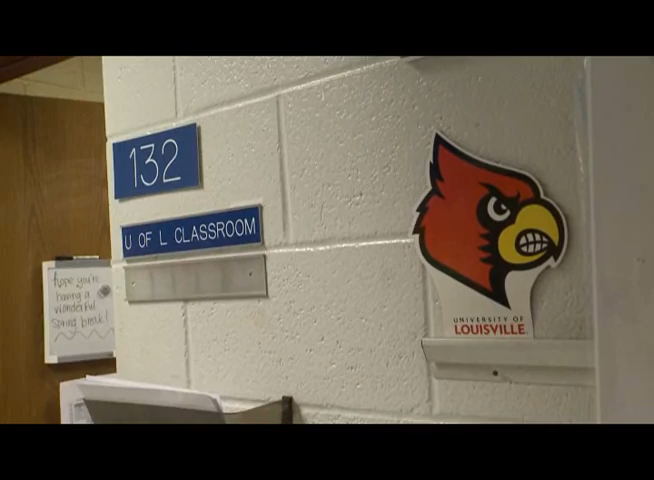 132
U OF L CLASSROOM
hope you're
having a
wonderful
Spring break!
UNIVERSITY OF
LOUISVILLE